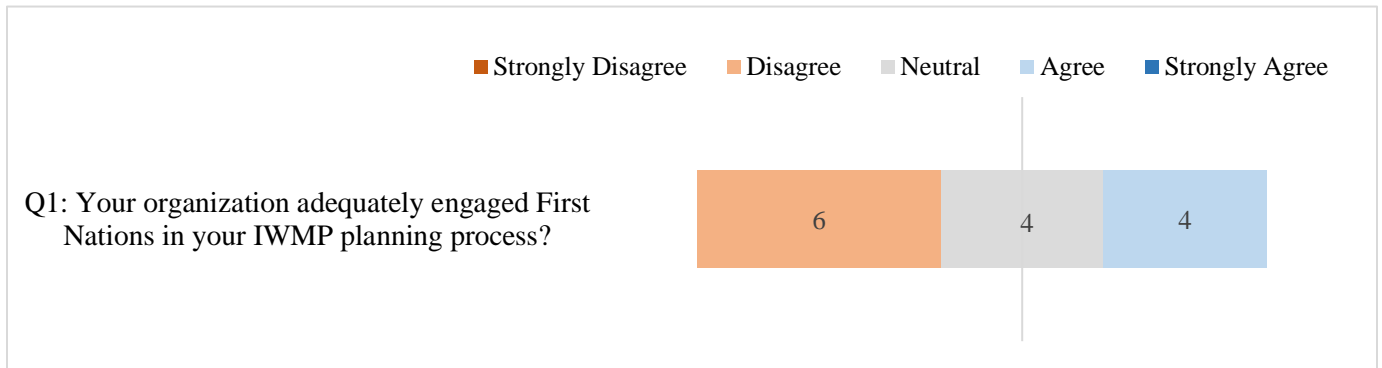 Strongly Disagree Disagree Neutral Agree Strongly Agree
Q1: Your organization adequately engaged First
Nations in your IWMP planning process?
6 4 4